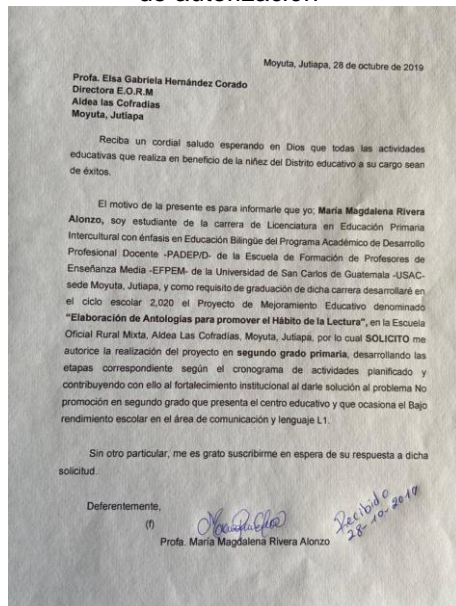 de autorización
Moyuta, Jutiapa, 28 de octubre de 2019
Profa. Elsa Gabriela Hernández Corado
Directora E.O.R.M
Aldea las Cofradías
Moyuta, Jutiapa
Reciba un cordial saludo esperando en Dios que todas las actividades
educativas que realiza en beneficio de la niñez del Distrito educativo a su cargo sean
de éxitos.
El motivo de la presente es para informarle que yo; María Magdalena Rivera
Alonzo, soy estudiante de la carrera de Licenciatura en Educación Primaria
Intercultural con énfasis en Educación Bilingüe del Programa Académico de Desarrollo
Profesional Docente -PADEP/D- de la Escuela de Formación de Profesores de
Enseñanza Media -EFPEM- de la Universidad de San Carlos de Guatemala -USAC-
sede Moyuta, Jutiapa, y como requisito de graduación de dicha carrera desarrollaré en
el ciclo escolar 2,020 el Proyecto de Mejoramiento Educativo denominado
"Elaboración de Antologías para promover el Hábito de la Lectura", en la Escuela
Oficial Rural Mixta, Aldea Las Cofradías, Moyuta, Jutiapa, por lo cual SOLICITO me
autorice la realización del proyecto en segundo grado primaria, desarrollando las
etapas correspondiente según el cronograma de actividades planificado y
contribuyendo con ello al fortalecimiento institucional al darle solución al problema No
promoción en segundo grado que presenta el centro educativo y que ocasiona el Bajo
rendimiento escolar en el área de comunicación y lenguaje L1.
Sin otro particular, me es grato suscribirme en espera de su respuesta a dicha
solicitud.
Deferentemente,
(f)
Recibido
28-10-2019
Profa. María Magdalena Rivera Alonzo